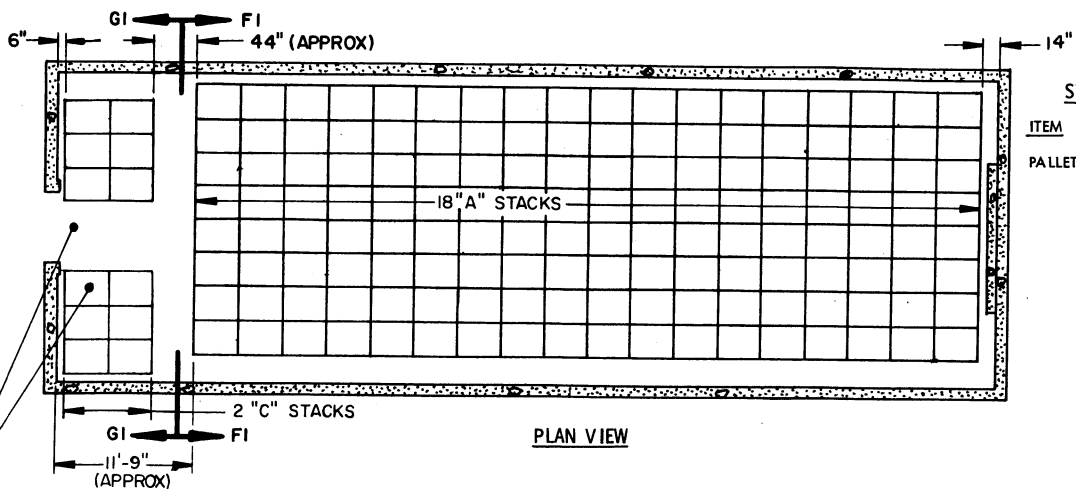 G1 F1
6" 44" (APPROX) 14"
S
ITEM
PALLET
18 "A" STACKS
2 "C" STACKS
G1 F1
PLAN VIEW
11'-9"
(APPROX)